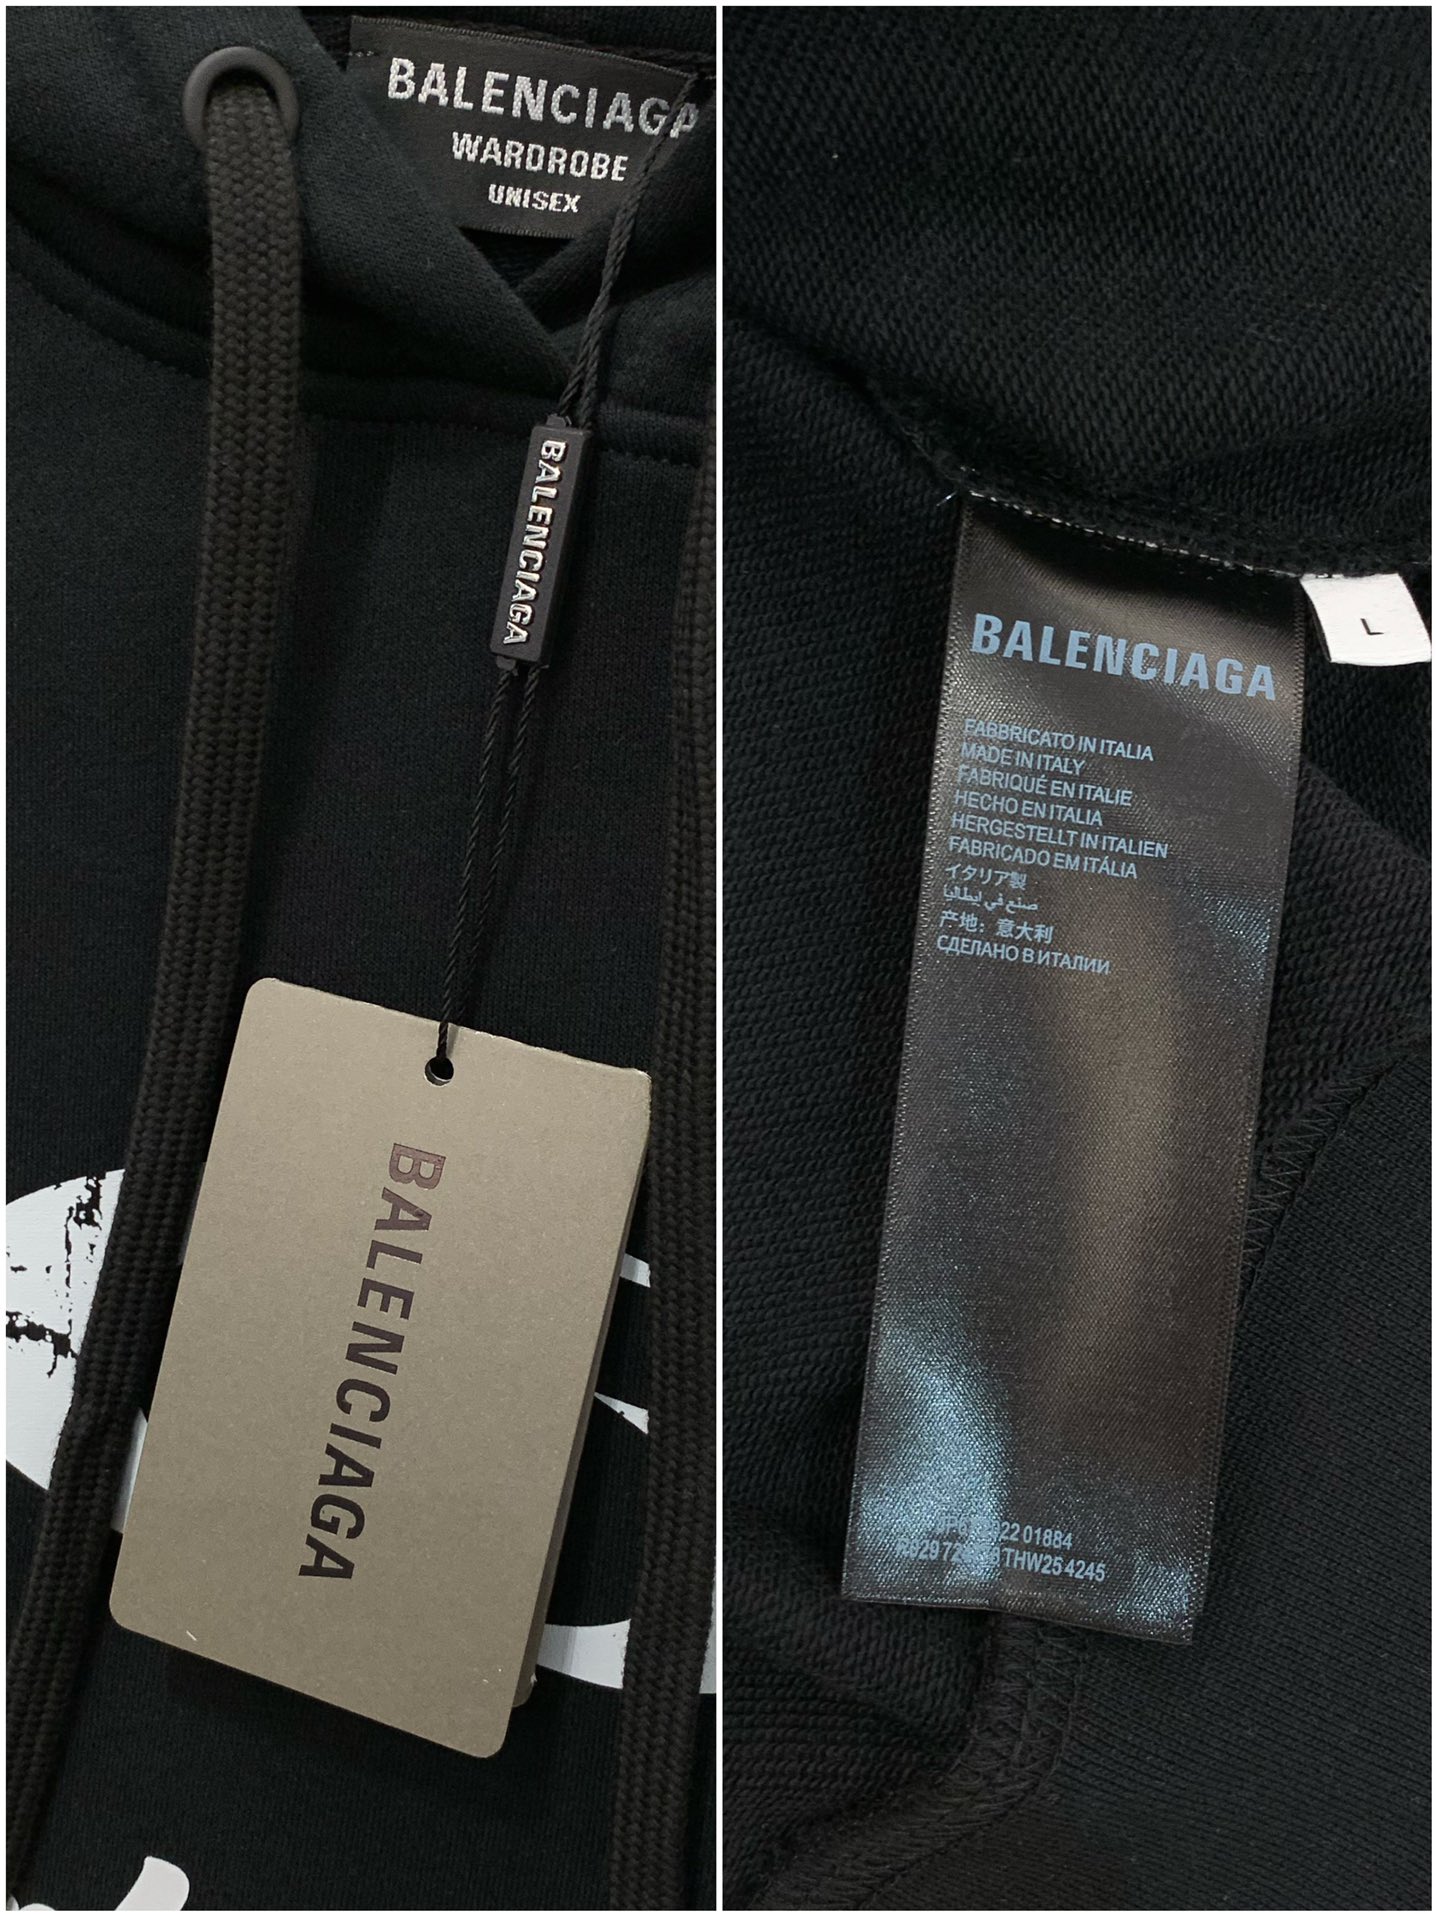 BALENCIAGA
WARDROBE
UNISEX
BALENCIAGA
BALENCIAGA
BALENCIAGA
L
FABBRICATO IN ITALIA
MADE IN ITALY
FABRIQUÉ EN ITALIE
HECHO EN ITALIA
HERGESTELLT IN ITALIEN
FABRICADO EM ITÁLIA
イタリア製
صنع في ايطاليا
产地：意大利
СДЕЛАНО В ИТАЛИИ
01884
4245